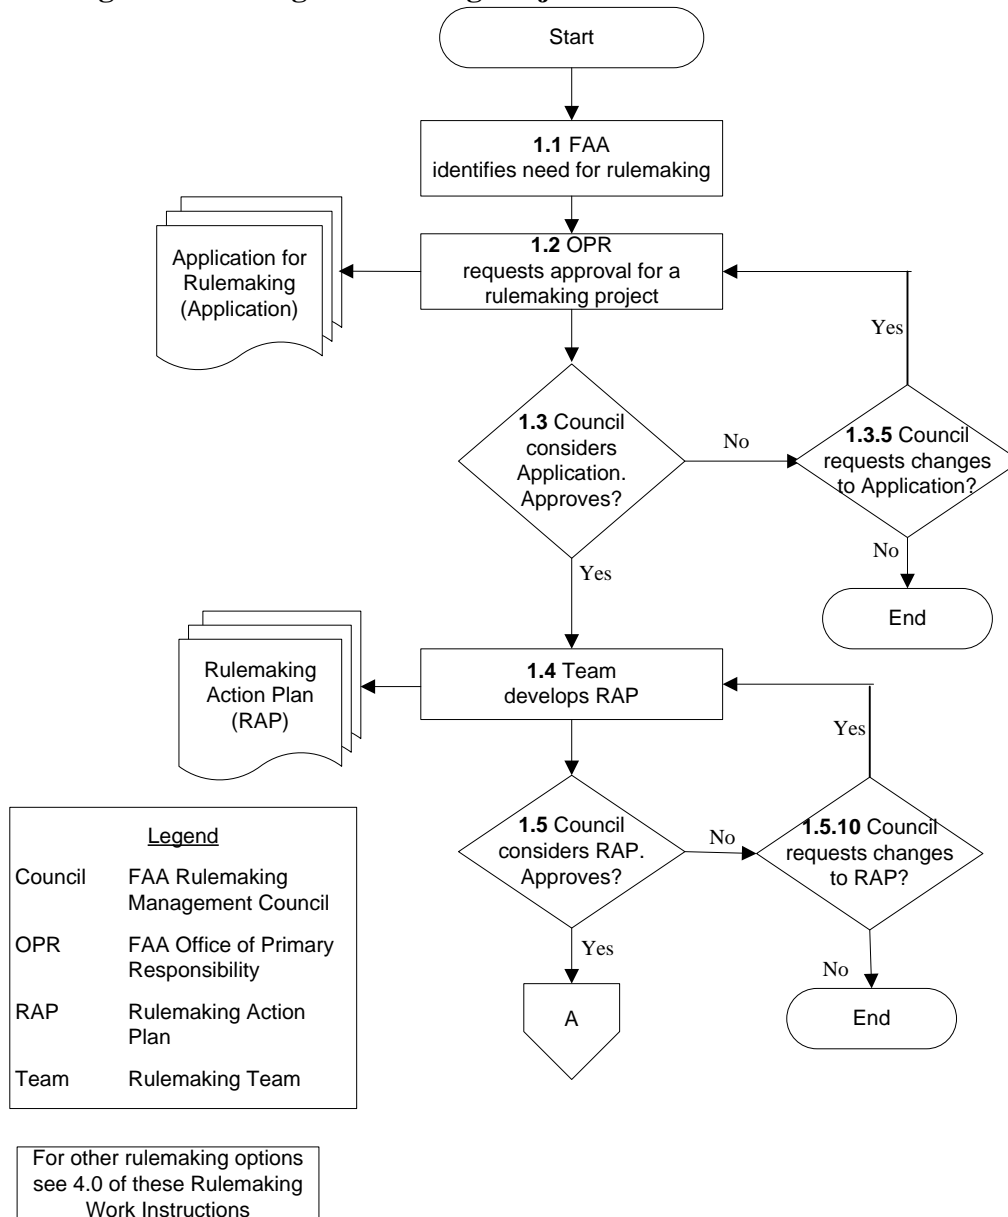 Start
1.1 FAA
identifies need for rulemaking
1.2 OPR
requests approval for a
rulemaking project
Application for
Rulemaking
(Application)
Yes
1.3 Council
considers
Application.
Approves?
No
1.3.5 Council
requests changes
to Application?
No
Yes
End
1.4 Team
develops RAP
Rulemaking
Action Plan
(RAP)
Yes
1.5 Council
considers RAP.
Approves?
No
1.5.10 Council
requests changes
to RAP?
Yes
No
A
End
Legend
Council FAA Rulemaking
Management Council
OPR FAA Office of Primary
Responsibility
RAP Rulemaking Action
Plan
Team Rulemaking Team
For other rulemaking options
see 4.0 of these Rulemaking
Work Instructions